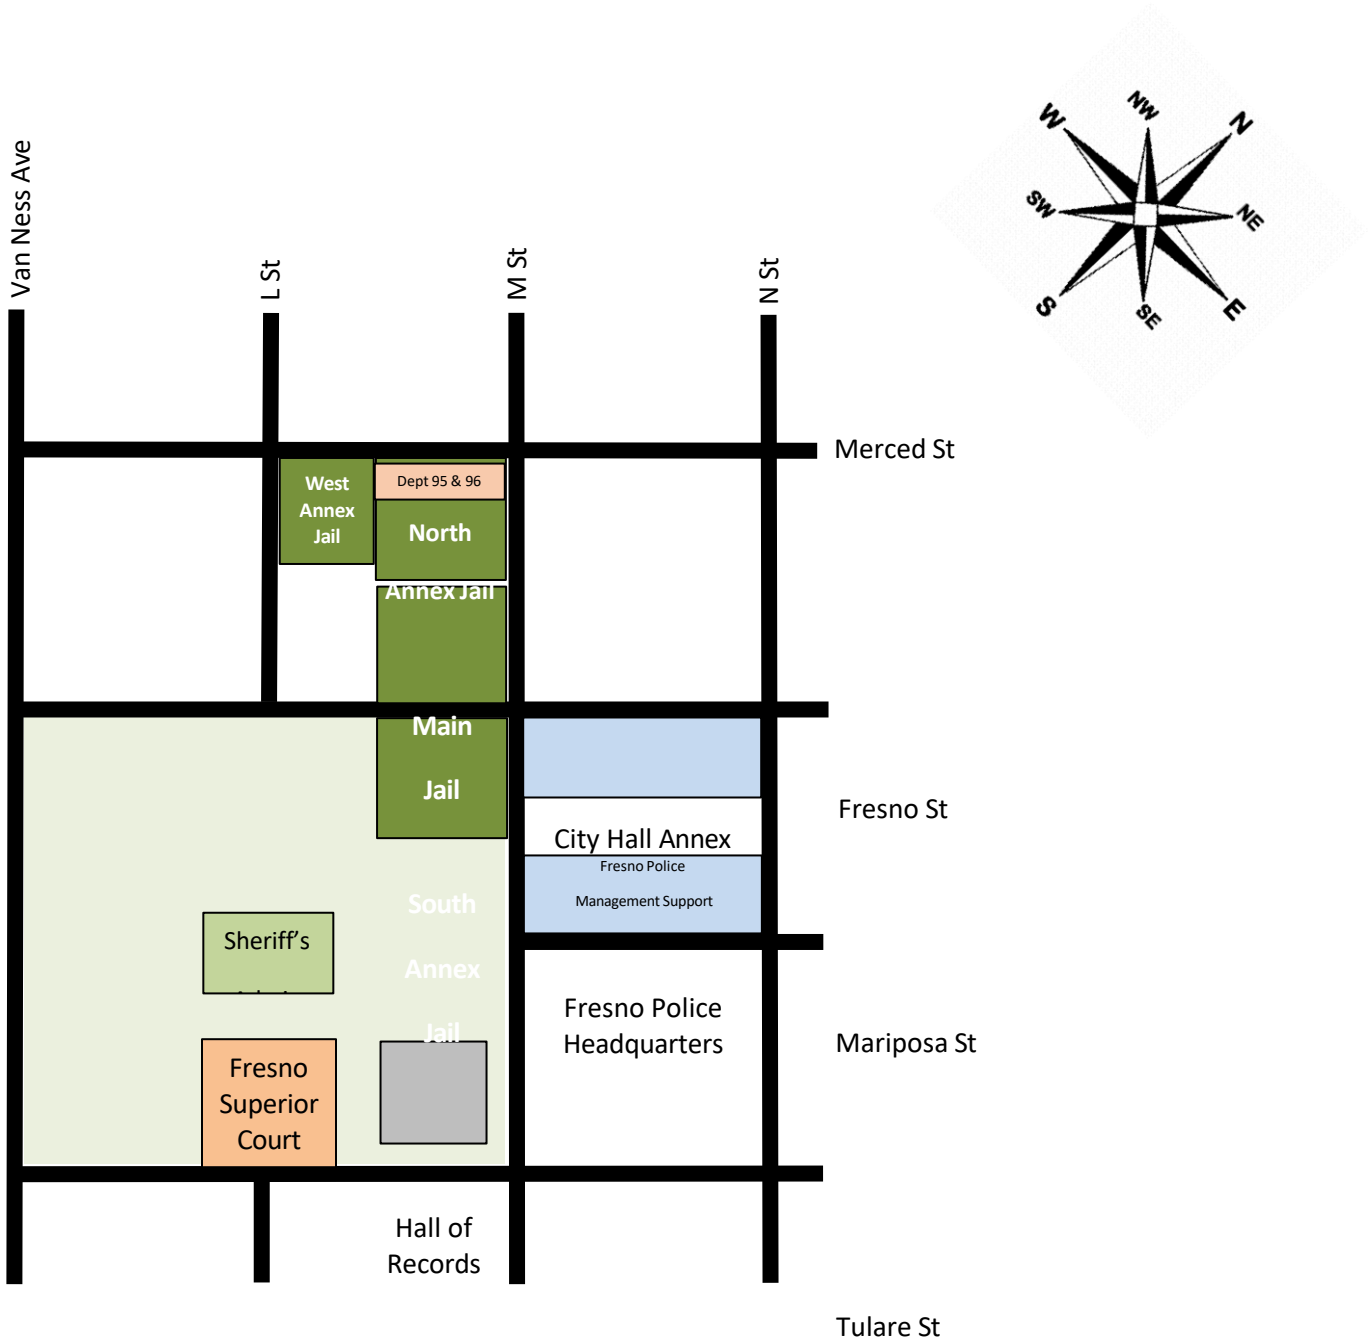 Van Ness Ave
L St
M St
N St
NW
N
NE
E
SE
S
SW
W
Merced St
West
Annex
Jail
Dept 95 & 96
North
Annex Jail
Main
Jail
South
Annex
Jail
City Hall Annex
Fresno Police
Management Support
Fresno St
Sheriff's
Fresno Police
Headquarters
Mariposa St
Fresno
Superior
Court
Hall of
Records
Tulare St